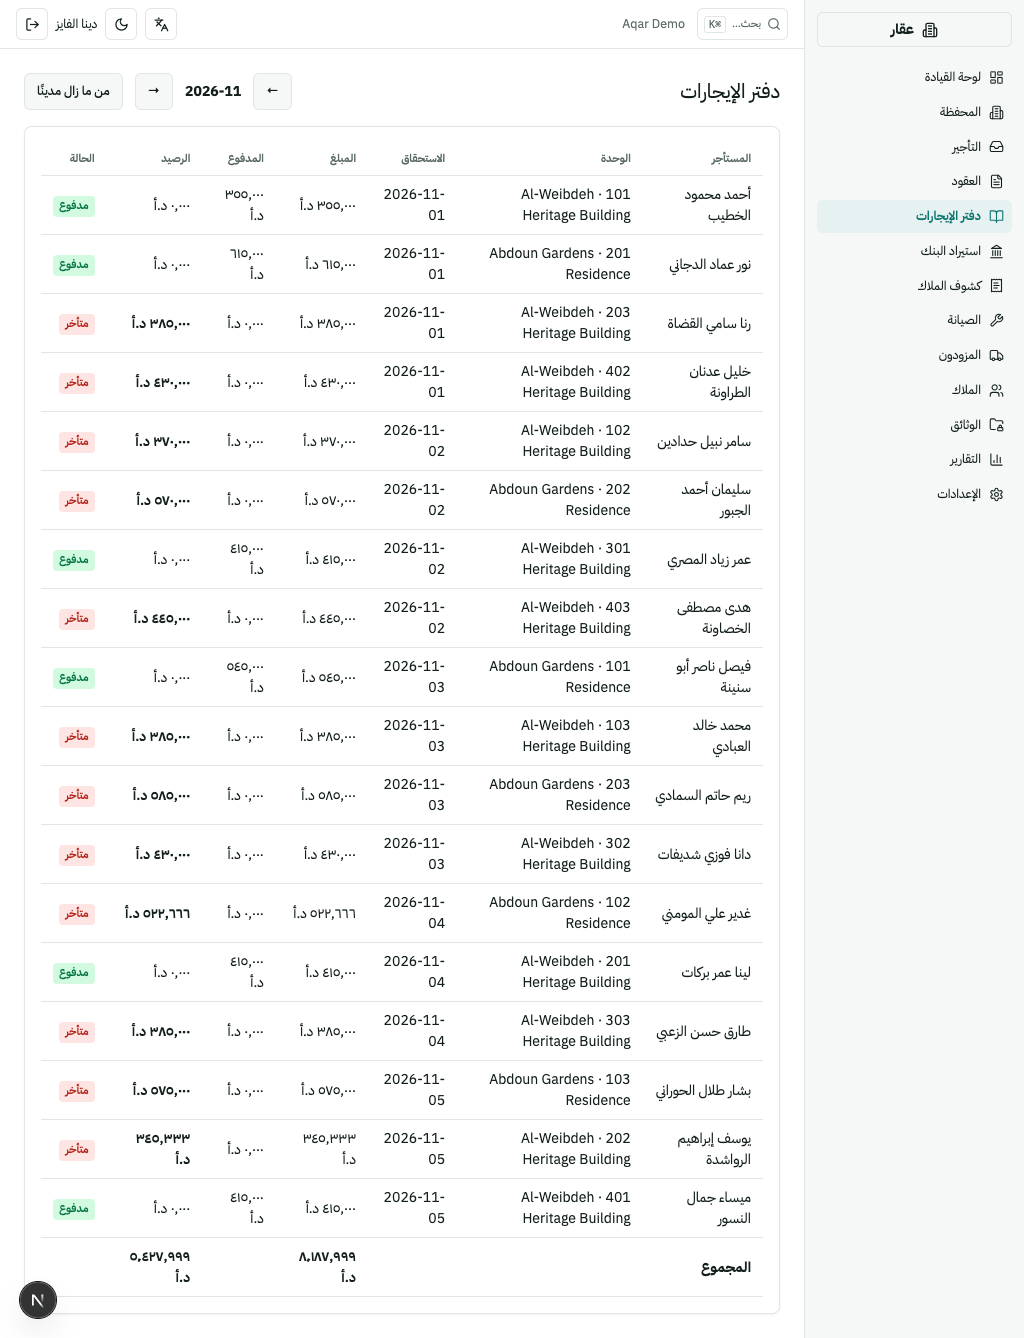 عقار
لوحة القيادة
المحفظة
التأجير
العقود
دفتر الإيجارات
استيراد البنك
كشوف الملاك
الصيانة
المزودون
الملاك
الوثائق
التقارير
الإعدادات
بحث... ⌘K
Aqar Demo
دينا الفايز
دفتر الإيجارات
← 2026-11 →
من ما زال مدينًا
المستأجر الوحدة الاستحقاق المبلغ المدفوع الرصيد الحالة
أحمد محمود الخطيب Al-Weibdeh · 101 Heritage Building 2026-11-01 ٣٥٥,٠٠٠ د.أ ٣٥٥,٠٠٠ د.أ ٠,٠٠٠ د.أ مدفوع
نور عماد الدجاني Abdoun Gardens · 201 Residence 2026-11-01 ٦١٥,٠٠٠ د.أ ٦١٥,٠٠٠ د.أ ٠,٠٠٠ د.أ مدفوع
رنا سامي القضاة Al-Weibdeh · 203 Heritage Building 2026-11-01 ٣٨٥,٠٠٠ د.أ ٠,٠٠٠ د.أ ٣٨٥,٠٠٠ د.أ متأخر
خليل عدنان الطراونة Al-Weibdeh · 402 Heritage Building 2026-11-01 ٤٣٠,٠٠٠ د.أ ٠,٠٠٠ د.أ ٤٣٠,٠٠٠ د.أ متأخر
سامر نبيل حدادين Al-Weibdeh · 102 Heritage Building 2026-11-02 ٣٧٠,٠٠٠ د.أ ٠,٠٠٠ د.أ ٣٧٠,٠٠٠ د.أ متأخر
سليمان أحمد الجبور Abdoun Gardens · 202 Residence 2026-11-02 ٥٧٠,٠٠٠ د.أ ٠,٠٠٠ د.أ ٥٧٠,٠٠٠ د.أ متأخر
عمر زياد المصري Al-Weibdeh · 301 Heritage Building 2026-11-02 ٤١٥,٠٠٠ د.أ ٤١٥,٠٠٠ د.أ ٠,٠٠٠ د.أ مدفوع
هدى مصطفى الخصاونة Al-Weibdeh · 403 Heritage Building 2026-11-02 ٤٤٥,٠٠٠ د.أ ٠,٠٠٠ د.أ ٤٤٥,٠٠٠ د.أ متأخر
فيصل ناصر أبو سنينة Abdoun Gardens · 101 Residence 2026-11-03 ٥٤٥,٠٠٠ د.أ ٥٤٥,٠٠٠ د.أ ٠,٠٠٠ د.أ مدفوع
محمد خالد العبادي Al-Weibdeh · 103 Heritage Building 2026-11-03 ٣٨٥,٠٠٠ د.أ ٠,٠٠٠ د.أ ٣٨٥,٠٠٠ د.أ متأخر
ريم حاتم السمادي Abdoun Gardens · 203 Residence 2026-11-03 ٥٨٥,٠٠٠ د.أ ٠,٠٠٠ د.أ ٥٨٥,٠٠٠ د.أ متأخر
دانا فوزي شديفات Al-Weibdeh · 302 Heritage Building 2026-11-03 ٤٣٠,٠٠٠ د.أ ٠,٠٠٠ د.أ ٤٣٠,٠٠٠ د.أ متأخر
غدير علي المومني Abdoun Gardens · 102 Residence 2026-11-04 ٥٢٢,٦٦٦ د.أ ٠,٠٠٠ د.أ ٥٢٢,٦٦٦ د.أ متأخر
لينا عمر بركات Al-Weibdeh · 201 Heritage Building 2026-11-04 ٤١٥,٠٠٠ د.أ ٤١٥,٠٠٠ د.أ ٠,٠٠٠ د.أ مدفوع
طارق حسن الزعبي Al-Weibdeh · 303 Heritage Building 2026-11-04 ٣٨٥,٠٠٠ د.أ ٠,٠٠٠ د.أ ٣٨٥,٠٠٠ د.أ متأخر
بشار طلال الحوراني Abdoun Gardens · 103 Residence 2026-11-05 ٥٧٥,٠٠٠ د.أ ٠,٠٠٠ د.أ ٥٧٥,٠٠٠ د.أ متأخر
يوسف إبراهيم الرواشدة Al-Weibdeh · 202 Heritage Building 2026-11-05 ٣٤٥,٣٣٣ د.أ ٠,٠٠٠ د.أ ٣٤٥,٣٣٣ د.أ متأخر
ميساء جمال النسور Al-Weibdeh · 401 Heritage Building 2026-11-05 ٤١٥,٠٠٠ د.أ ٤١٥,٠٠٠ د.أ ٠,٠٠٠ د.أ مدفوع
المجموع ٨,١٨٧,٩٩٩ د.أ ٥,٤٢٧,٩٩٩ د.أ